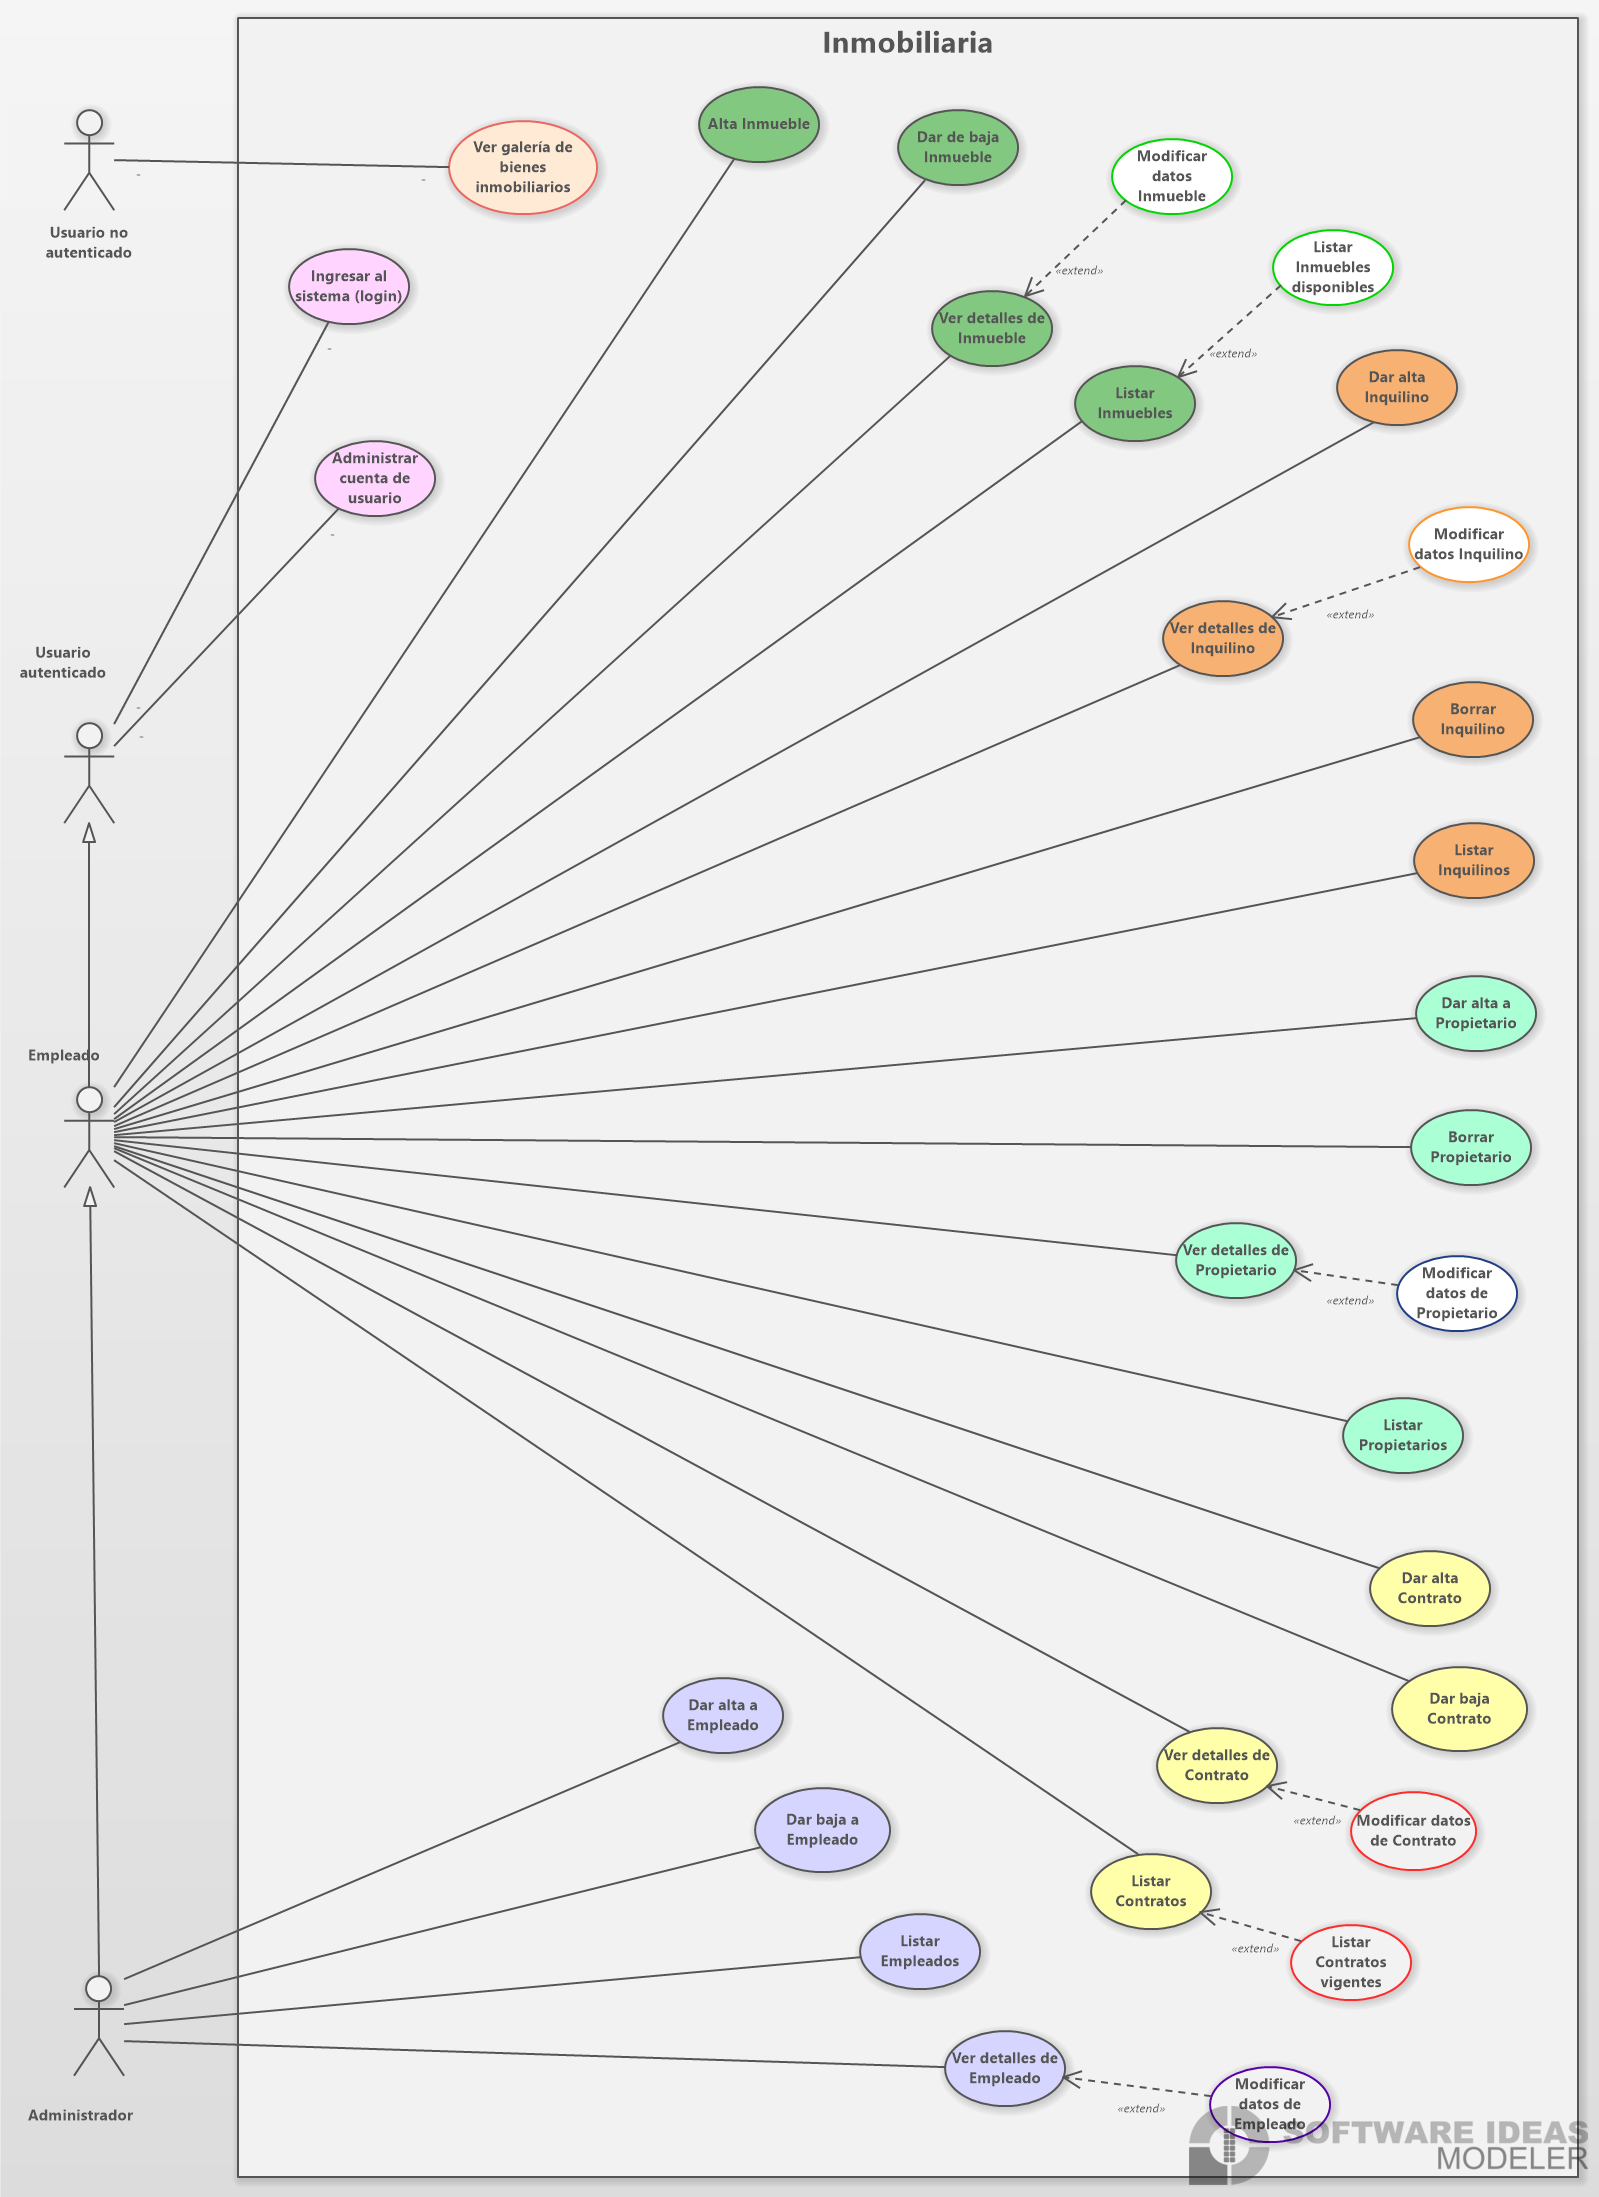 Inmobiliaria
Alta Inmueble
Dar de baja
Inmueble
Ver galería de
bienes
inmobiliarios
Modificar
datos
Inmueble
Usuario no
autenticado
-
-
Listar
Inmuebles
disponibles
Ingresar al
sistema (login)
«extend»
Ver detalles de
Inmueble
-
«extend»
Listar
Inmuebles
Dar alta
Inquilino
Administrar
cuenta de
usuario
-
Modificar
datos Inquilino
«extend»
Ver detalles de
Inquilino
Usuario
autenticado
-
-
Borrar
Inquilino
Listar
Inquilinos
Dar alta a
Propietario
Empleado
Borrar
Propietario
Ver detalles de
Propietario
Modificar
datos de
Propietario
«extend»
Listar
Propietarios
Dar alta
Contrato
Dar baja
Contrato
Dar alta a
Empleado
Ver detalles de
Contrato
Dar baja a
Empleado
«extend»
Modificar datos
de Contrato
Listar
Contratos
Listar
Empleados
«extend»
Listar
Contratos
vigentes
Ver detalles de
Empleado
Modificar
datos de
Empleado
«extend»
Administrador
SOFTWARE IDEAS
MODELER